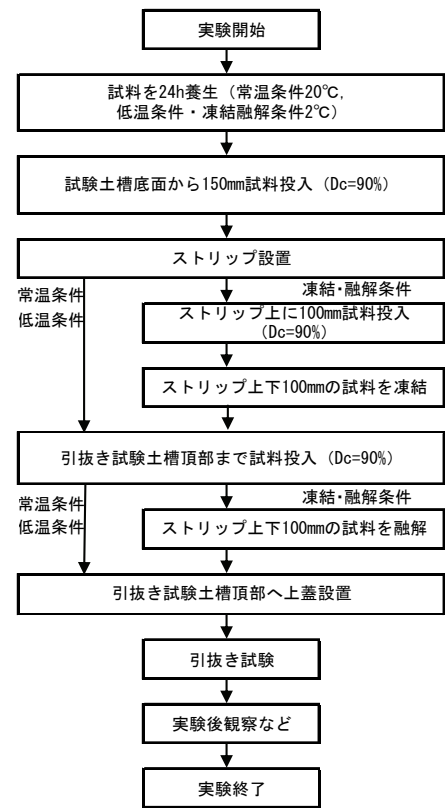 実験開始
試料を24h養生（常温条件20℃,
低温条件・凍結融解条件2℃）
試験土槽底面から150mm試料投入（Dc=90%）
ストリップ設置
常温条件
低温条件
凍結・融解条件
ストリップ上に100mm試料投入
（Dc=90%）
ストリップ上下100mmの試料を凍結
引抜き試験土槽頂部まで試料投入（Dc=90%）
常温条件
低温条件
凍結・融解条件
ストリップ上下100mmの試料を融解
引抜き試験土槽頂部へ上蓋設置
引抜き試験
実験後観察など
実験終了